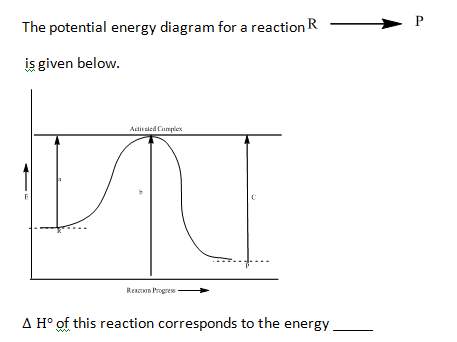 The potential energy diagram for a reaction R P
is given below.
Activated Complex
a
b
C
E
R
P
Reaction Progress
Δ H° of this reaction corresponds to the energy ______